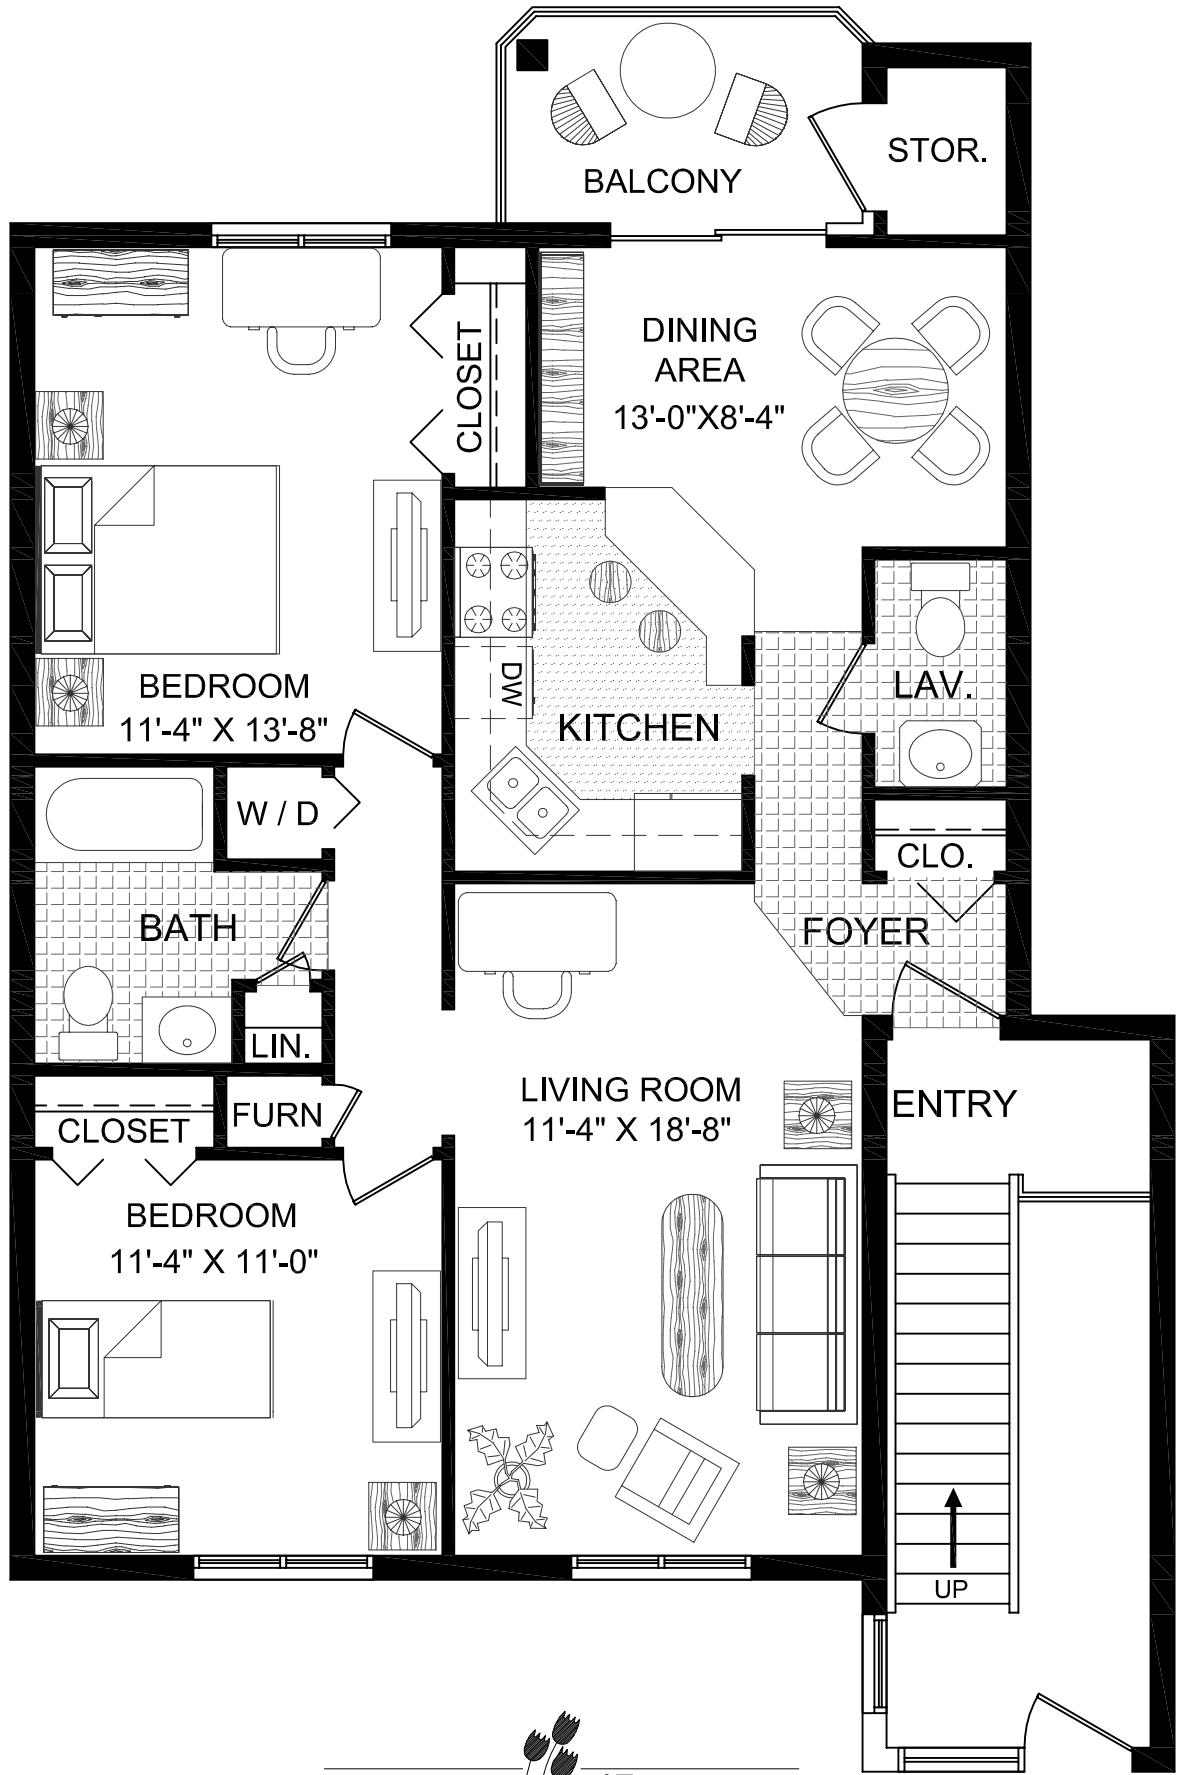 BALCONY
STOR.
DINING
AREA
13'-0"X8'-4"
CLOSET
BEDROOM
11'-4" X 13'-8"
DW
KITCHEN
LAV.
W / D
CLO.
BATH
FOYER
LIN.
CLOSET
FURN
LIVING ROOM
11'-4" X 18'-8"
ENTRY
BEDROOM
11'-4" X 11'-0"
UP